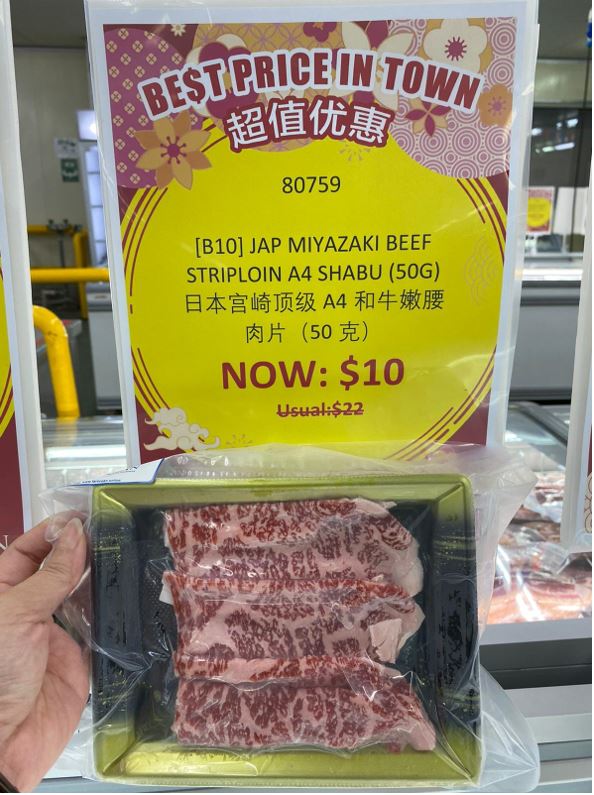 BE$T PRICE IN TOWN
超值优惠
80759
[B10] JAP MIYAZAKI BEEF
STRIPLOIN A4 SHABU (50G)
日本宫崎顶级 A4 和牛嫩腰
肉片（50 克）
NOW: $10
Usual:$22